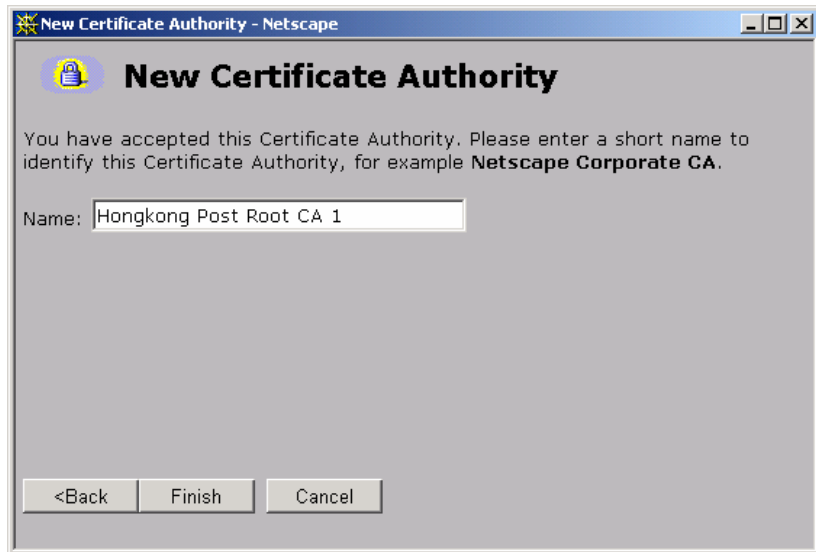 New Certificate Authority - Netscape
New Certificate Authority
You have accepted this Certificate Authority. Please enter a short name to
identify this Certificate Authority, for example Netscape Corporate CA.
Name: Hongkong Post Root CA 1
<Back Finish Cancel